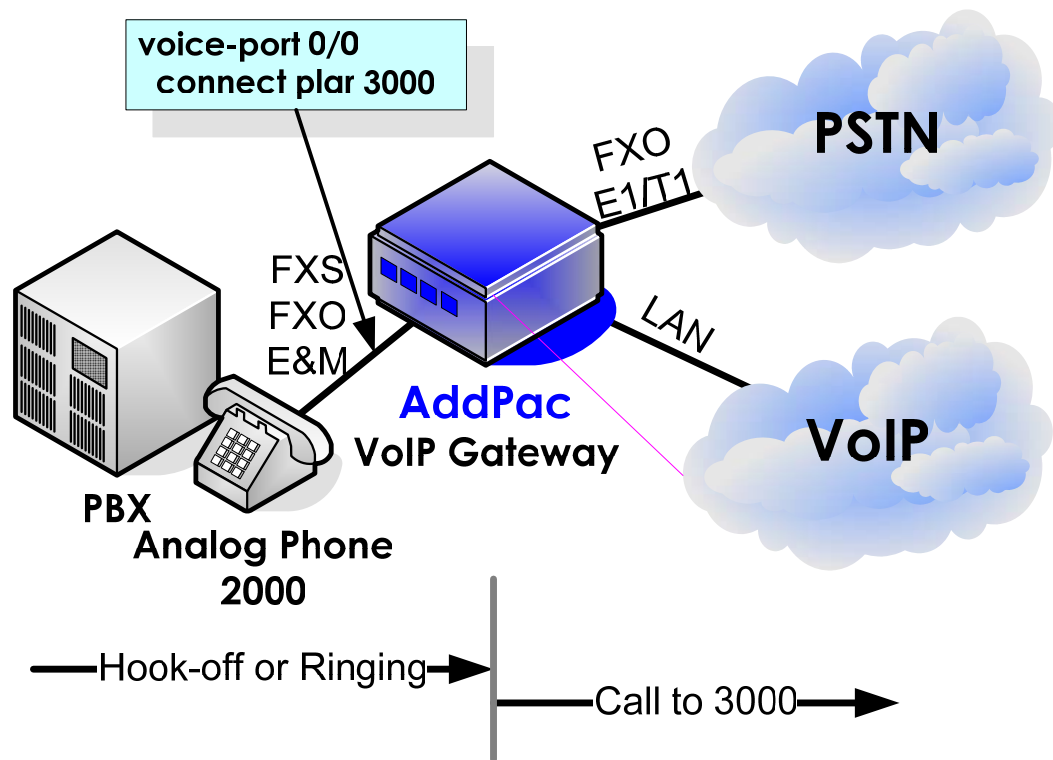 voice-port 0/0
connect plar 3000
PSTN
FXO
E1/T1
FXS
FXO
E&M
LAN
AddPac
VoIP Gateway
VoIP
PBX
Analog Phone
2000
Hook-off or Ringing
Call to 3000